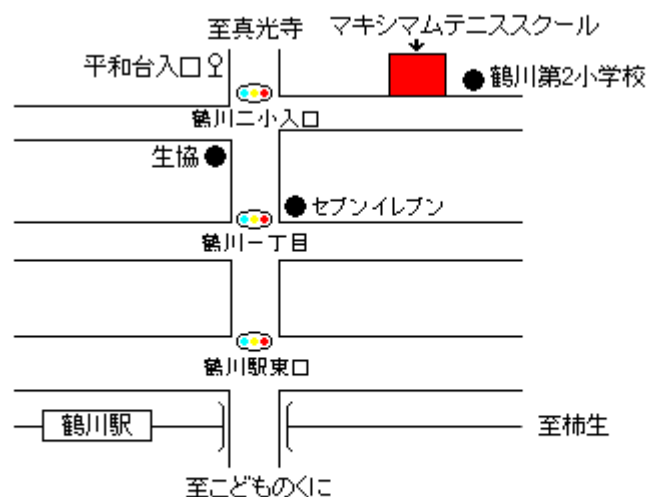 至真光寺
マキシマムテニススクール
平和台入口
鶴川第2小学校
鶴川二小入口
生協
セブンイレブン
鶴川一丁目
鶴川駅東口
鶴川駅
至柿生
至こどものくに